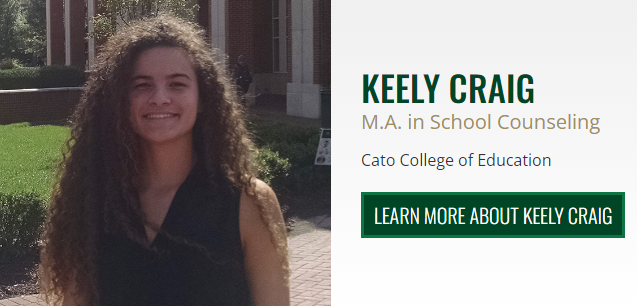 KEELY CRAIG
M.A. in School Counseling
Cato College of Education
LEARN MORE ABOUT KEELY CRAIG